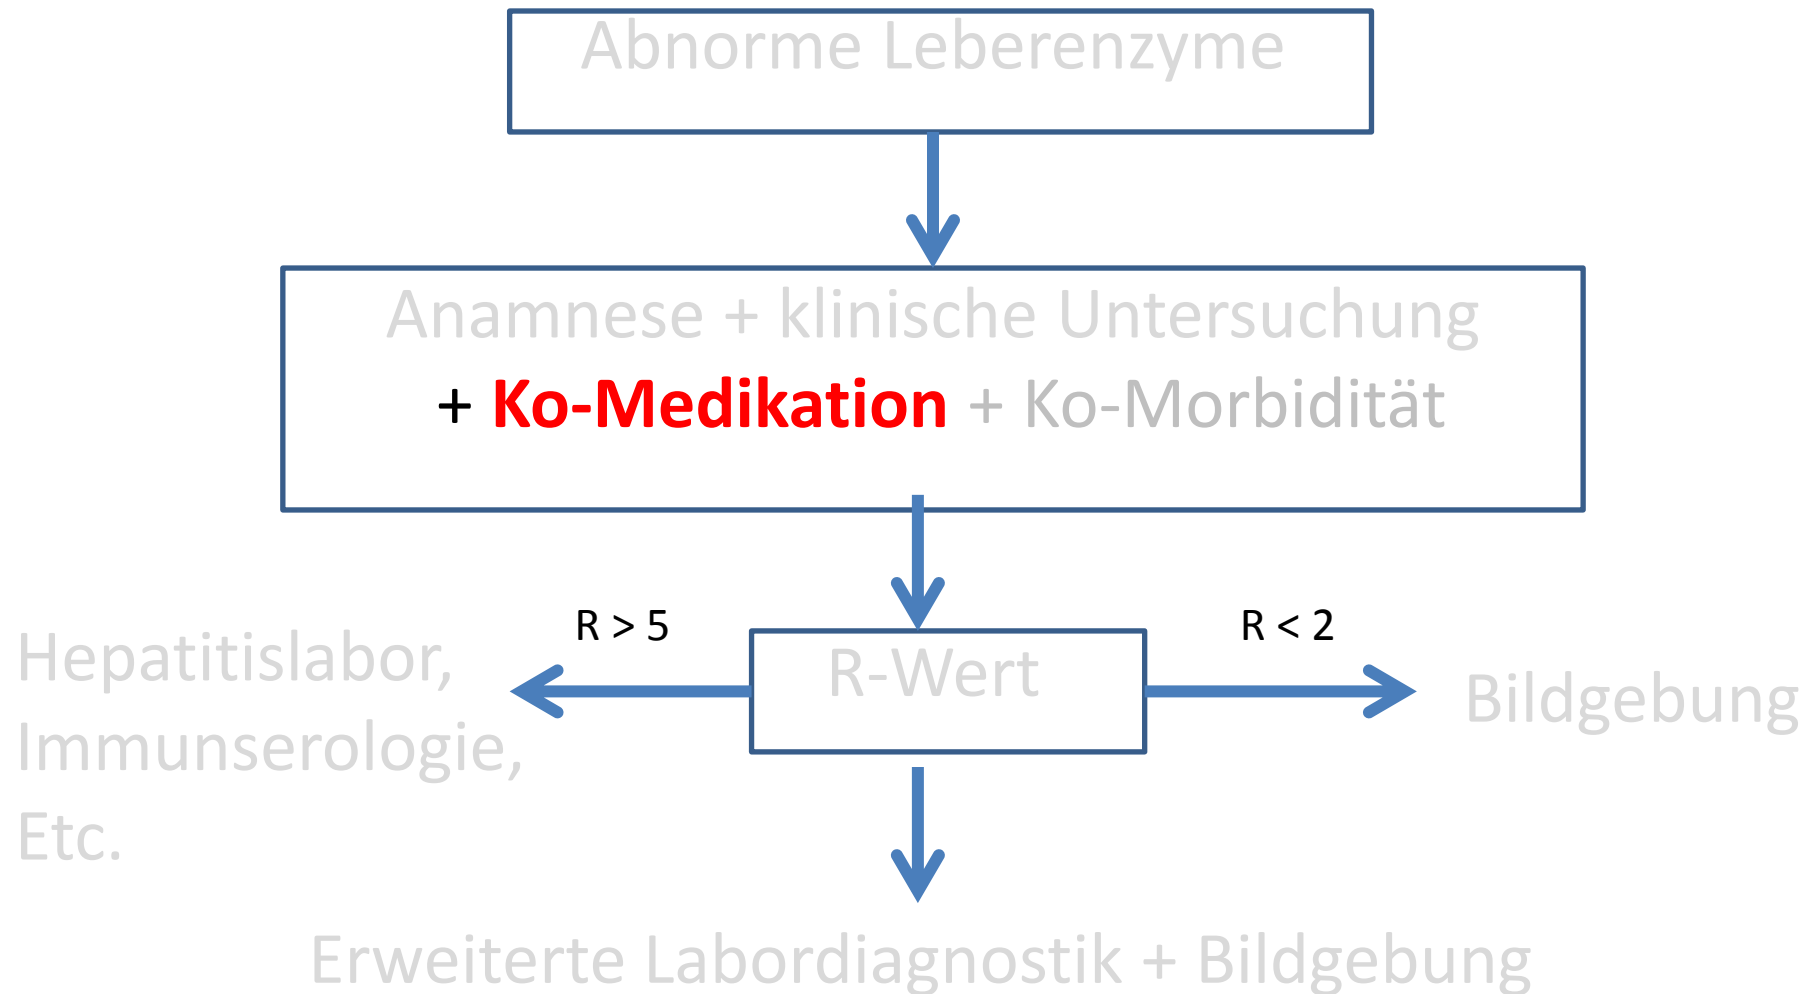 Abnorme Leberenzyme
Anamnese + klinische Untersuchung
+ Ko-Medikation + Ko-Morbidität
R > 5
R < 2
Hepatitislabor,
Immunserologie,
Etc.
R-Wert
Bildgebung
Erweiterte Labordiagnostik + Bildgebung